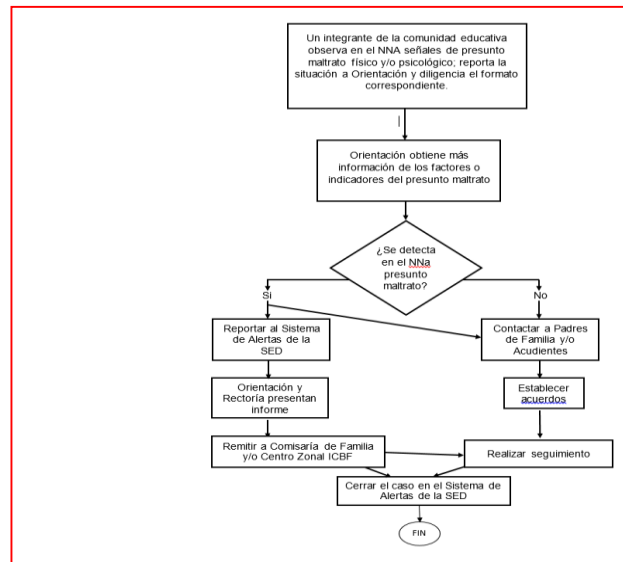 Un integrante de la comunidad educativa
observa en el NNA señales de presunto
maltrato físico y/o psicológico; reporta la
situación a Orientación y diligencia el formato
correspondiente.
Orientación obtiene más
información de los factores o
indicadores del presunto maltrato
¿Se detecta
en el NNa
presunto
maltrato?
Si
No
Reportar al Sistema
de Alertas de la
SED
Contactar a Padres
de Familia y/o
Acudientes
Orientación y
Rectoría presentan
informe
Establecer
acuerdos
Remitir a Comisaría de Familia
y/o Centro Zonal ICBF
Realizar seguimiento
Cerrar el caso en el Sistema de
Alertas de la SED
FIN